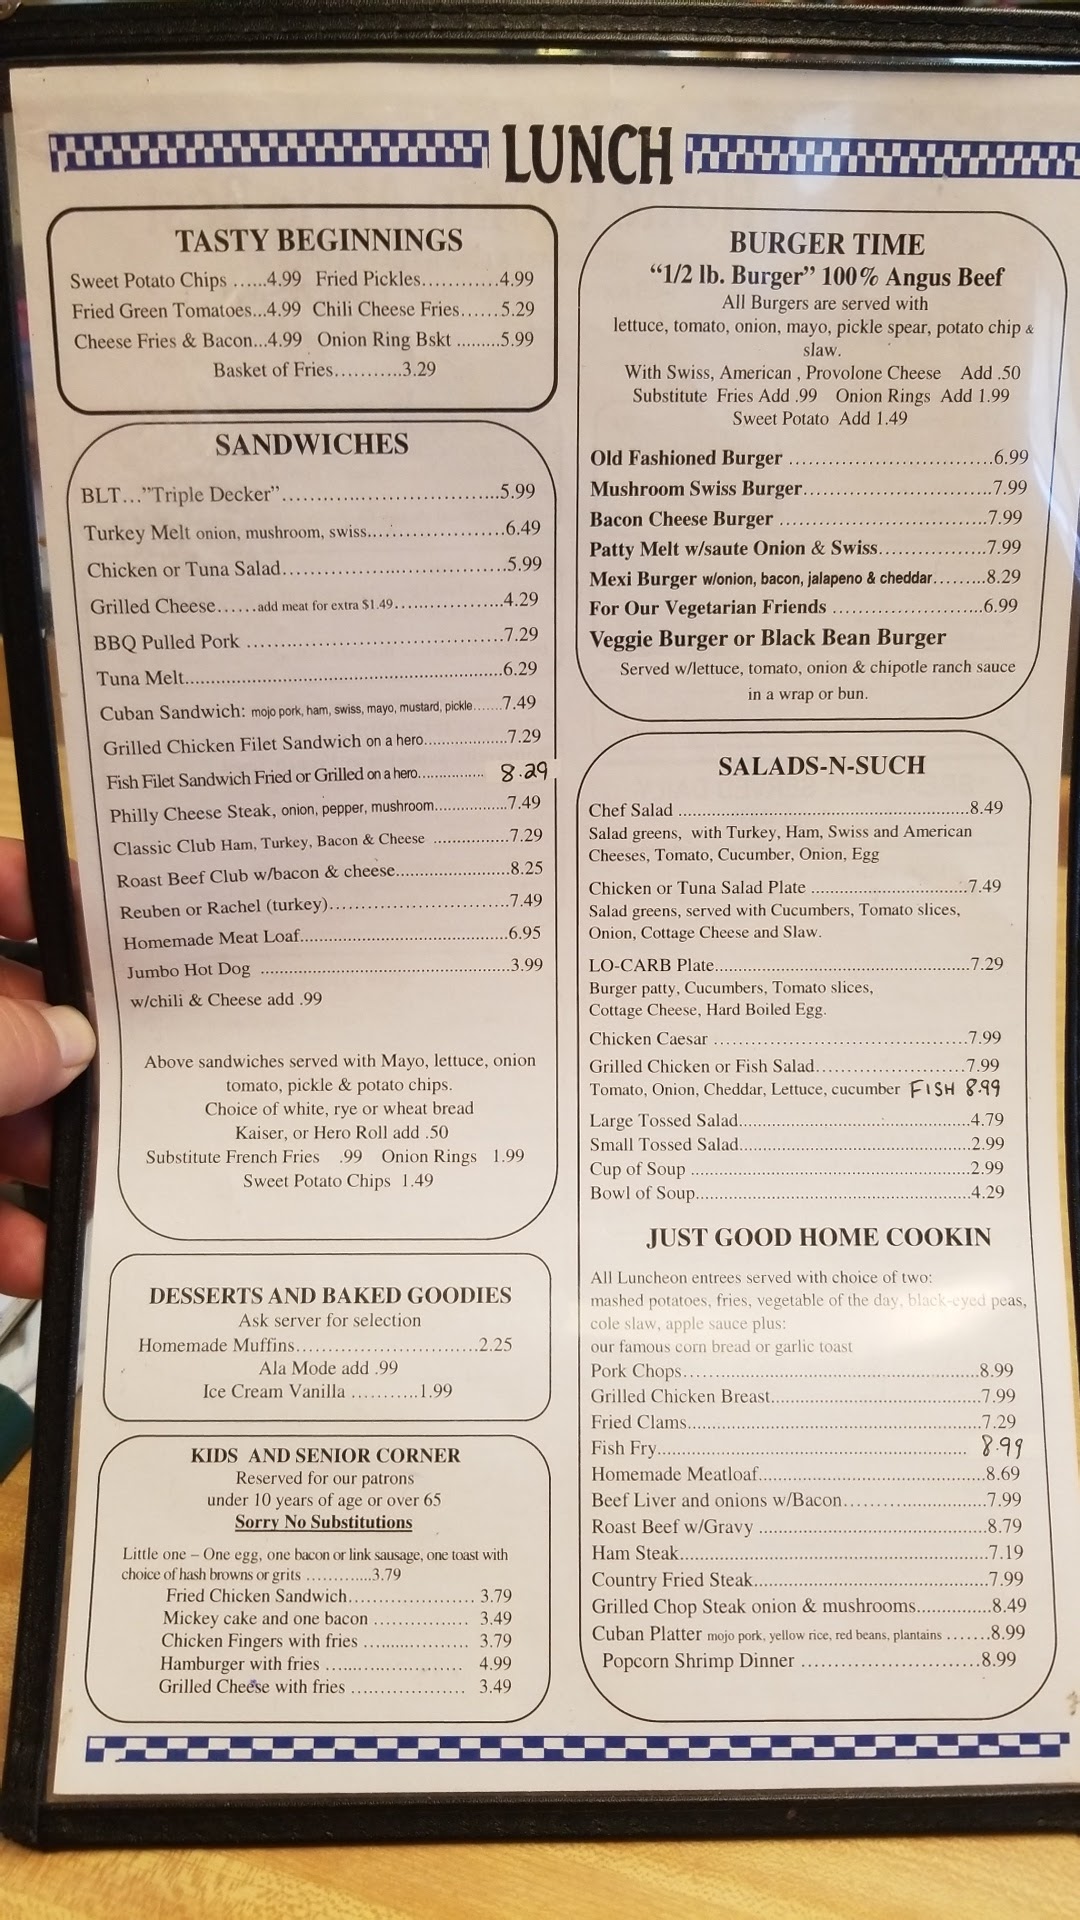 LUNCH
TASTY BEGINNINGS
Sweet Potato Chips ......4.99 Fried Pickles............4.99
Fried Green Tomatoes...4.99 Chili Cheese Fries......5.29
Cheese Fries & Bacon...4.99 Onion Ring Bskt .........5.99
Basket of Fries...........3.29
SANDWICHES
BLT..."Triple Decker"....................................5.99
Turkey Melt onion, mushroom, swiss.......................6.49
Chicken or Tuna Salad....................................5.99
Grilled Cheese......add meat for extra $1.49..................4.29
BBQ Pulled Pork ..........................................7.29
Tuna Melt.....................................................6.29
Cuban Sandwich: mojo pork, ham, swiss, mayo, mustard, pickle.......7.49
Grilled Chicken Filet Sandwich on a hero..................7.29
Fish Filet Sandwich Fried or Grilled on a hero................ 8.29
Philly Cheese Steak, onion, pepper, mushroom................7.49
Classic Club Ham, Turkey, Bacon & Cheese .................7.29
Roast Beef Club w/bacon & cheese.........................8.25
Reuben or Rachel (turkey)..................................7.49
Homemade Meat Loaf.......................................6.95
Jumbo Hot Dog ...............................................3.99
w/chili & Cheese add .99
Above sandwiches served with Mayo, lettuce, onion
tomato, pickle & potato chips.
Choice of white, rye or wheat bread
Kaiser, or Hero Roll add .50
Substitute French Fries .99 Onion Rings 1.99
Sweet Potato Chips 1.49
DESSERTS AND BAKED GOODIES
Ask server for selection
Homemade Muffins............................2.25
Ala Mode add .99
Ice Cream Vanilla ...........1.99
KIDS AND SENIOR CORNER
Reserved for our patrons
under 10 years of age or over 65
Sorry No Substitutions
Little one – One egg, one bacon or link sausage, one toast with
choice of hash browns or grits ............3.79
Fried Chicken Sandwich...................... 3.79
Mickey cake and one bacon ................ 3.49
Chicken Fingers with fries .................. 3.79
Hamburger with fries ........................ 4.99
Grilled Cheese with fries .................... 3.49
BURGER TIME
"1/2 lb. Burger" 100% Angus Beef
All Burgers are served with
lettuce, tomato, onion, mayo, pickle spear, potato chip &
slaw.
With Swiss, American , Provolone Cheese Add .50
Substitute Fries Add .99 Onion Rings Add 1.99
Sweet Potato Add 1.49
Old Fashioned Burger .................................6.99
Mushroom Swiss Burger...............................7.99
Bacon Cheese Burger .................................7.99
Patty Melt w/saute Onion & Swiss.................7.99
Mexi Burger w/onion, bacon, jalapeno & cheddar.........8.29
For Our Vegetarian Friends ........................6.99
Veggie Burger or Black Bean Burger
Served w/lettuce, tomato, onion & chipotle ranch sauce
in a wrap or bun.
SALADS-N-SUCH
Chef Salad .......................................................8.49
Salad greens, with Turkey, Ham, Swiss and American
Cheeses, Tomato, Cucumber, Onion, Egg
Chicken or Tuna Salad Plate .............................7.49
Salad greens, served with Cucumbers, Tomato slices,
Onion, Cottage Cheese and Slaw.
LO-CARB Plate................................................7.29
Burger patty, Cucumbers, Tomato slices,
Cottage Cheese, Hard Boiled Egg.
Chicken Caesar ..............................................7.99
Grilled Chicken or Fish Salad...........................7.99
Tomato, Onion, Cheddar, Lettuce, cucumber FISH 8.99
Large Tossed Salad...........................................4.79
Small Tossed Salad...........................................2.99
Cup of Soup ....................................................2.99
Bowl of Soup...................................................4.29
JUST GOOD HOME COOKIN
All Luncheon entrees served with choice of two:
mashed potatoes, fries, vegetable of the day, black-eyed peas,
cole slaw, apple sauce plus:
our famous corn bread or garlic toast
Pork Chops.....................................................8.99
Grilled Chicken Breast.....................................7.99
Fried Clams.....................................................7.29
Fish Fry......................................................... 8.99
Homemade Meatloaf.........................................8.69
Beef Liver and onions w/Bacon..........................7.99
Roast Beef w/Gravy .........................................8.79
Ham Steak.......................................................7.19
Country Fried Steak..........................................7.99
Grilled Chop Steak onion & mushrooms.............8.49
Cuban Platter mojo pork, yellow rice, red beans, plantains .......8.99
Popcorn Shrimp Dinner ..............................8.99